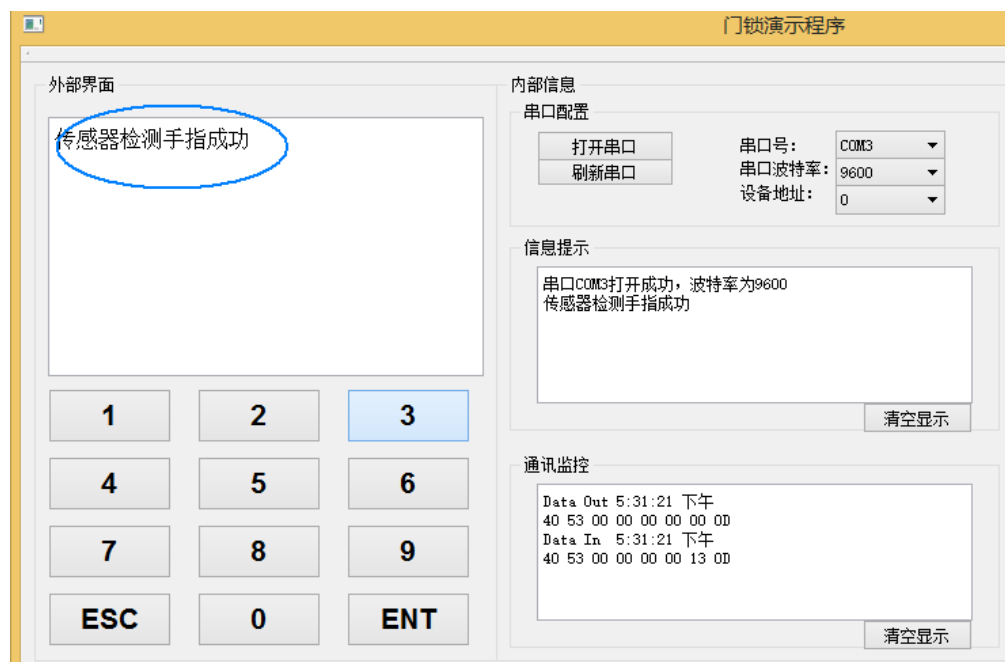 门锁演示程序
外部界面
传感器检测手指成功
1 2 3
4 5 6
7 8 9
ESC 0 ENT
内部信息
串口配置
打开串口
刷新串口
串口号: COM3
串口波特率: 9600
设备地址: 0
信息提示
串口COM3打开成功，波特率为9600
传感器检测手指成功
清空显示
通讯监控
Data Out 5:31:21 下午
40 53 00 00 00 00 00 0D
Data In 5:31:21 下午
40 53 00 00 00 00 13 0D
清空显示